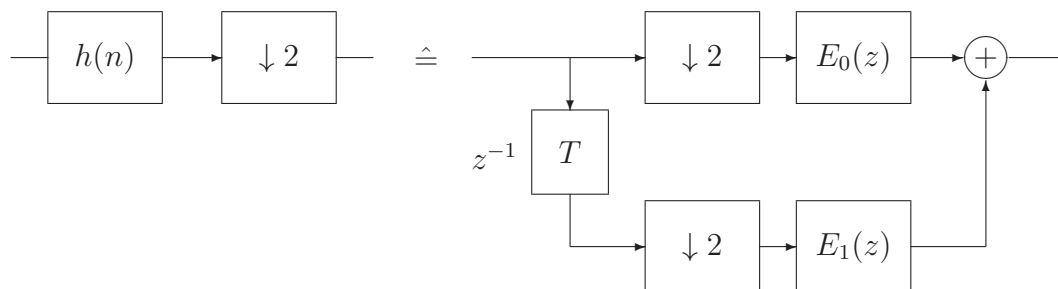 h(n) ↓ 2 ≙ ↓ 2 E₀(z) +
z⁻¹ T
↓ 2 E₁(z)